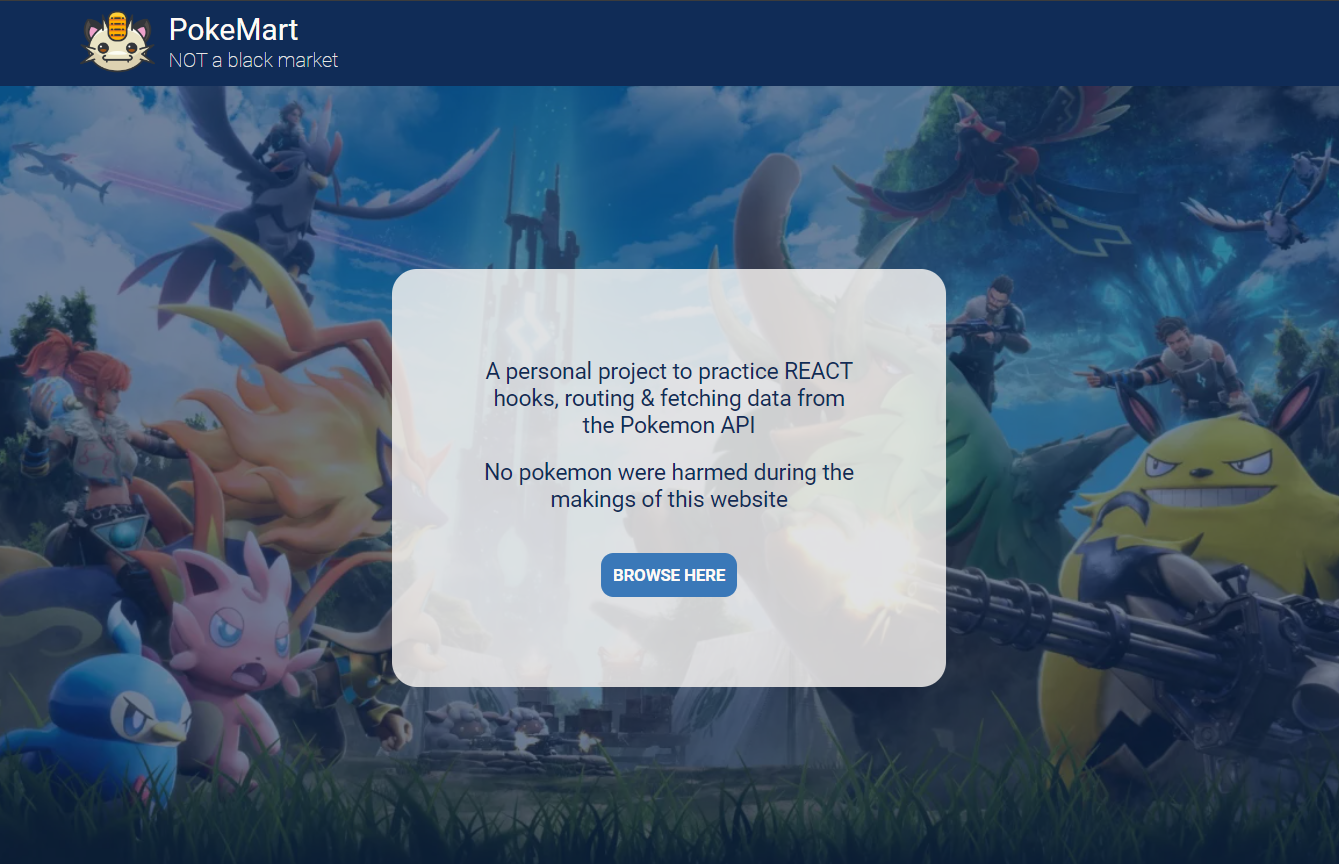 PokeMart
NOT a black market
A personal project to practice REACT
hooks, routing & fetching data from
the Pokemon API
No pokemon were harmed during the
makings of this website
BROWSE HERE